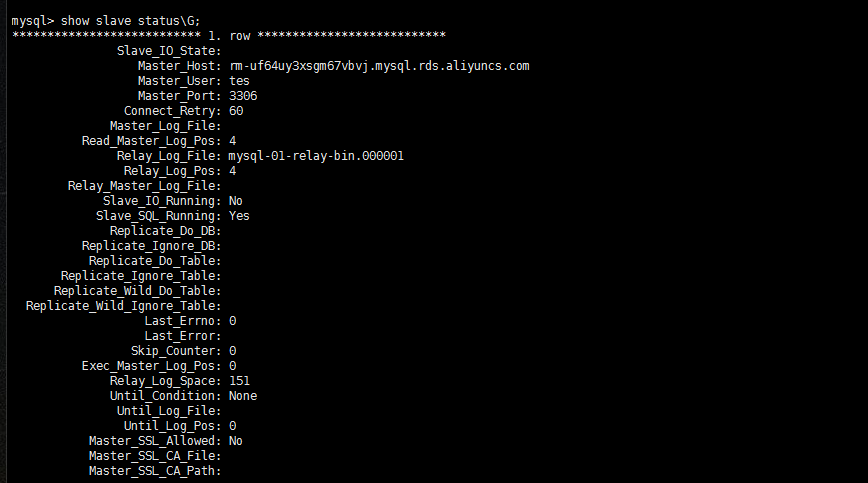 mysql> show slave status\G;
*************************** 1. row ***************************
Slave_IO_State:
Master_Host: rm-uf64uy3xsgm67vbvj.mysql.rds.aliyuncs.com
Master_User: tes
Master_Port: 3306
Connect_Retry: 60
Master_Log_File:
Read_Master_Log_Pos: 4
Relay_Log_File: mysql-01-relay-bin.000001
Relay_Log_Pos: 4
Relay_Master_Log_File:
Slave_IO_Running: No
Slave_SQL_Running: Yes
Replicate_Do_DB:
Replicate_Ignore_DB:
Replicate_Do_Table:
Replicate_Ignore_Table:
Replicate_Wild_Do_Table:
Replicate_Wild_Ignore_Table:
Last_Errno: 0
Last_Error:
Skip_Counter: 0
Exec_Master_Log_Pos: 0
Relay_Log_Space: 151
Until_Condition: None
Until_Log_File:
Until_Log_Pos: 0
Master_SSL_Allowed: No
Master_SSL_CA_File:
Master_SSL_CA_Path: